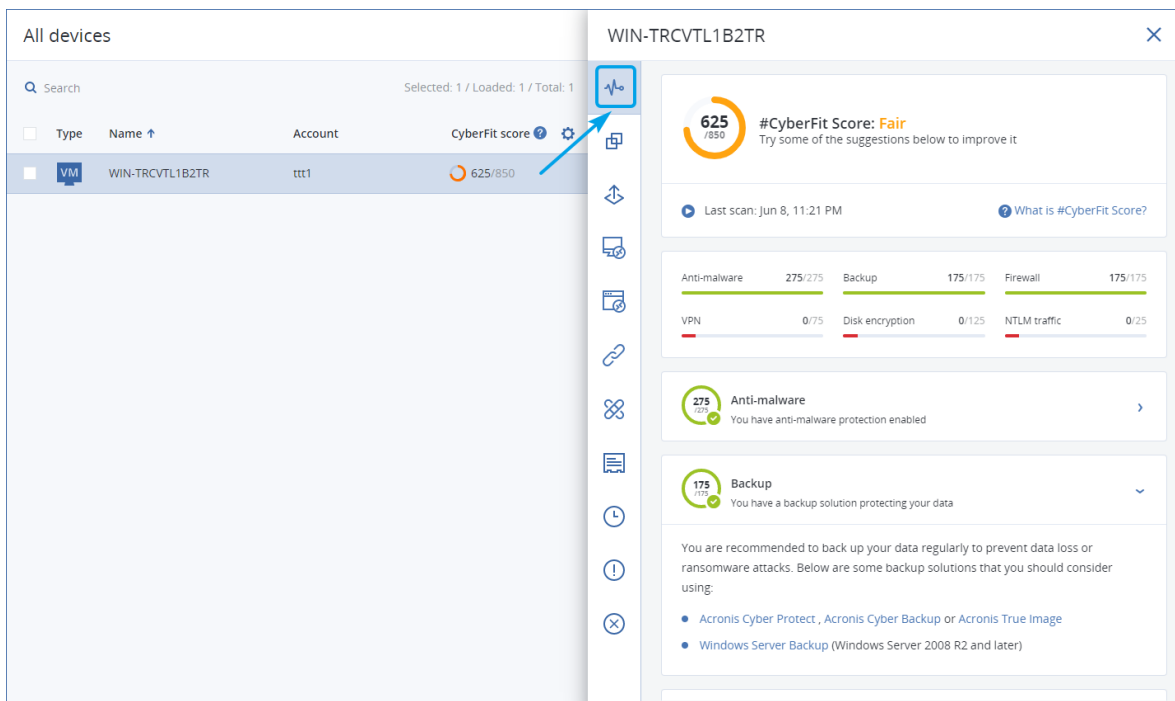 All devices
Search
Selected: 1 / Loaded: 1 / Total: 1
Type Name ↑ Account CyberFit score ?
VM WIN-TRCVTL1B2TR ttt1 625/850
WIN-TRCVTL1B2TR
625
/850
#CyberFit Score: Fair
Try some of the suggestions below to improve it
Last scan: Jun 8, 11:21 PM
? What is #CyberFit Score?
Anti-malware 275/275 Backup 175/175 Firewall 175/175
VPN 0/75 Disk encryption 0/125 NTLM traffic 0/25
275
/275
Anti-malware
You have anti-malware protection enabled
175
/175
Backup
You have a backup solution protecting your data
You are recommended to back up your data regularly to prevent data loss or
ransomware attacks. Below are some backup solutions that you should consider
using:
• Acronis Cyber Protect , Acronis Cyber Backup or Acronis True Image
• Windows Server Backup (Windows Server 2008 R2 and later)